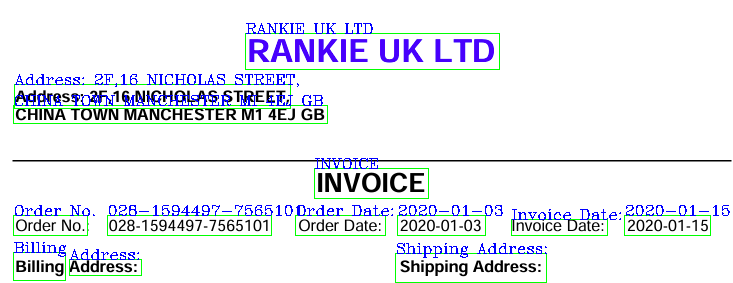 RANKIE UK LTD
RANKIE UK LTD
Address: 2F,16 NICHOLAS STREET,
Address: 2F,16 NICHOLAS STREET,
CHINA TOWN MANCHESTER M1 4EJ GB
CHINA TOWN MANCHESTER M1 4EJ GB
INVOICE
INVOICE
Order No. 028-1594497-7565101 Order Date: 2020-01-03 Invoice Date: 2020-01-15
Order No.: 028-1594497-7565101 Order Date: 2020-01-03 Invoice Date: 2020-01-15
Billing Address: Shipping Address:
Billing Address: Shipping Address: